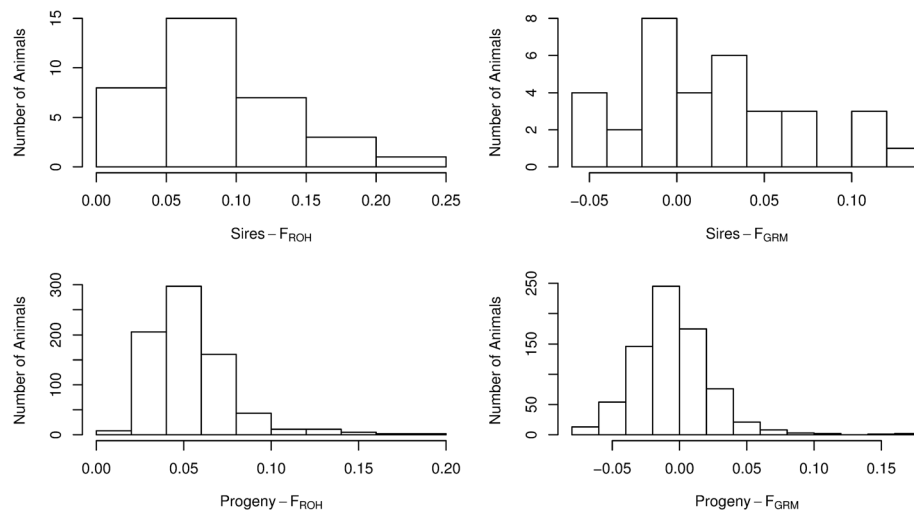 Number of Animals
15
10
5
0
0.00 0.05 0.10 0.15 0.20 0.25
Sires – F_ROH
Number of Animals
8
6
4
2
0
−0.05 0.00 0.05 0.10
Sires – F_GRM
Number of Animals
300
200
100
0
0.00 0.05 0.10 0.15 0.20
Progeny – F_ROH
Number of Animals
250
150
50
0
−0.05 0.00 0.05 0.10 0.15
Progeny – F_GRM